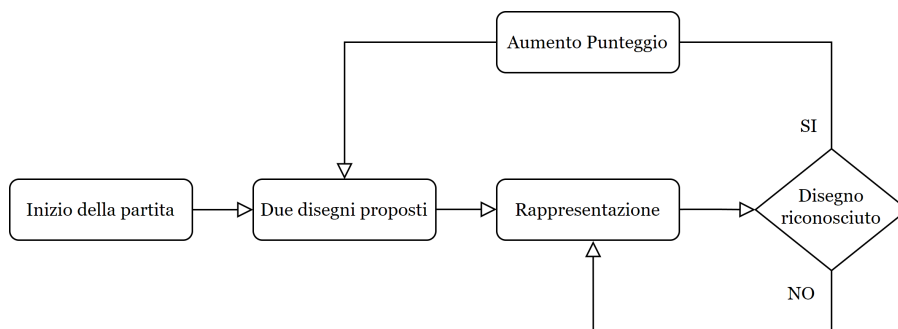 Aumento Punteggio
SI
Inizio della partita
Due disegni proposti
Rappresentazione
Disegno
riconosciuto
NO